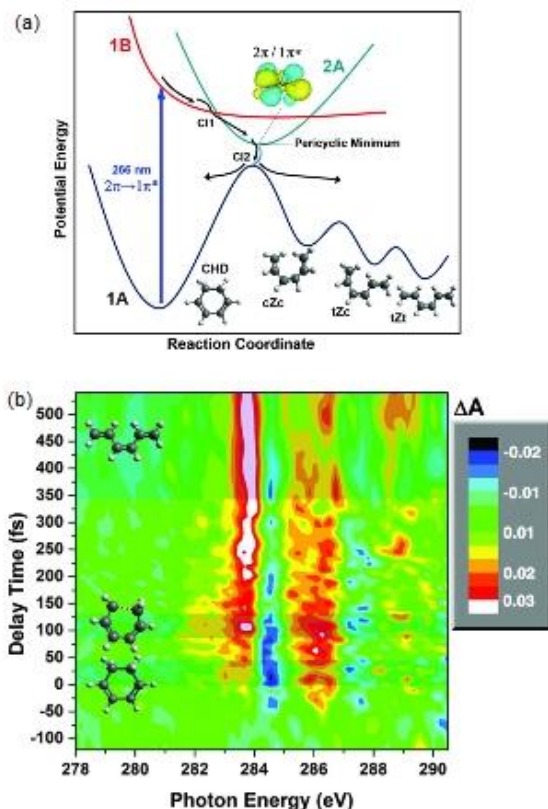 (a)
1B
2π / 1π*
2A
CI1
Pericyclic Minimum
CI2
266 nm
2π→1π*
Potential Energy
CHD
cZc
tZc
tZt
1A
Reaction Coordinate
(b)
ΔA
500
450
400
350
300
250
200
150
100
50
0
-50
-100
Delay Time (fs)
-0.02
-0.01
0.01
0.02
0.03
278 280 282 284 286 288 290
Photon Energy (eV)